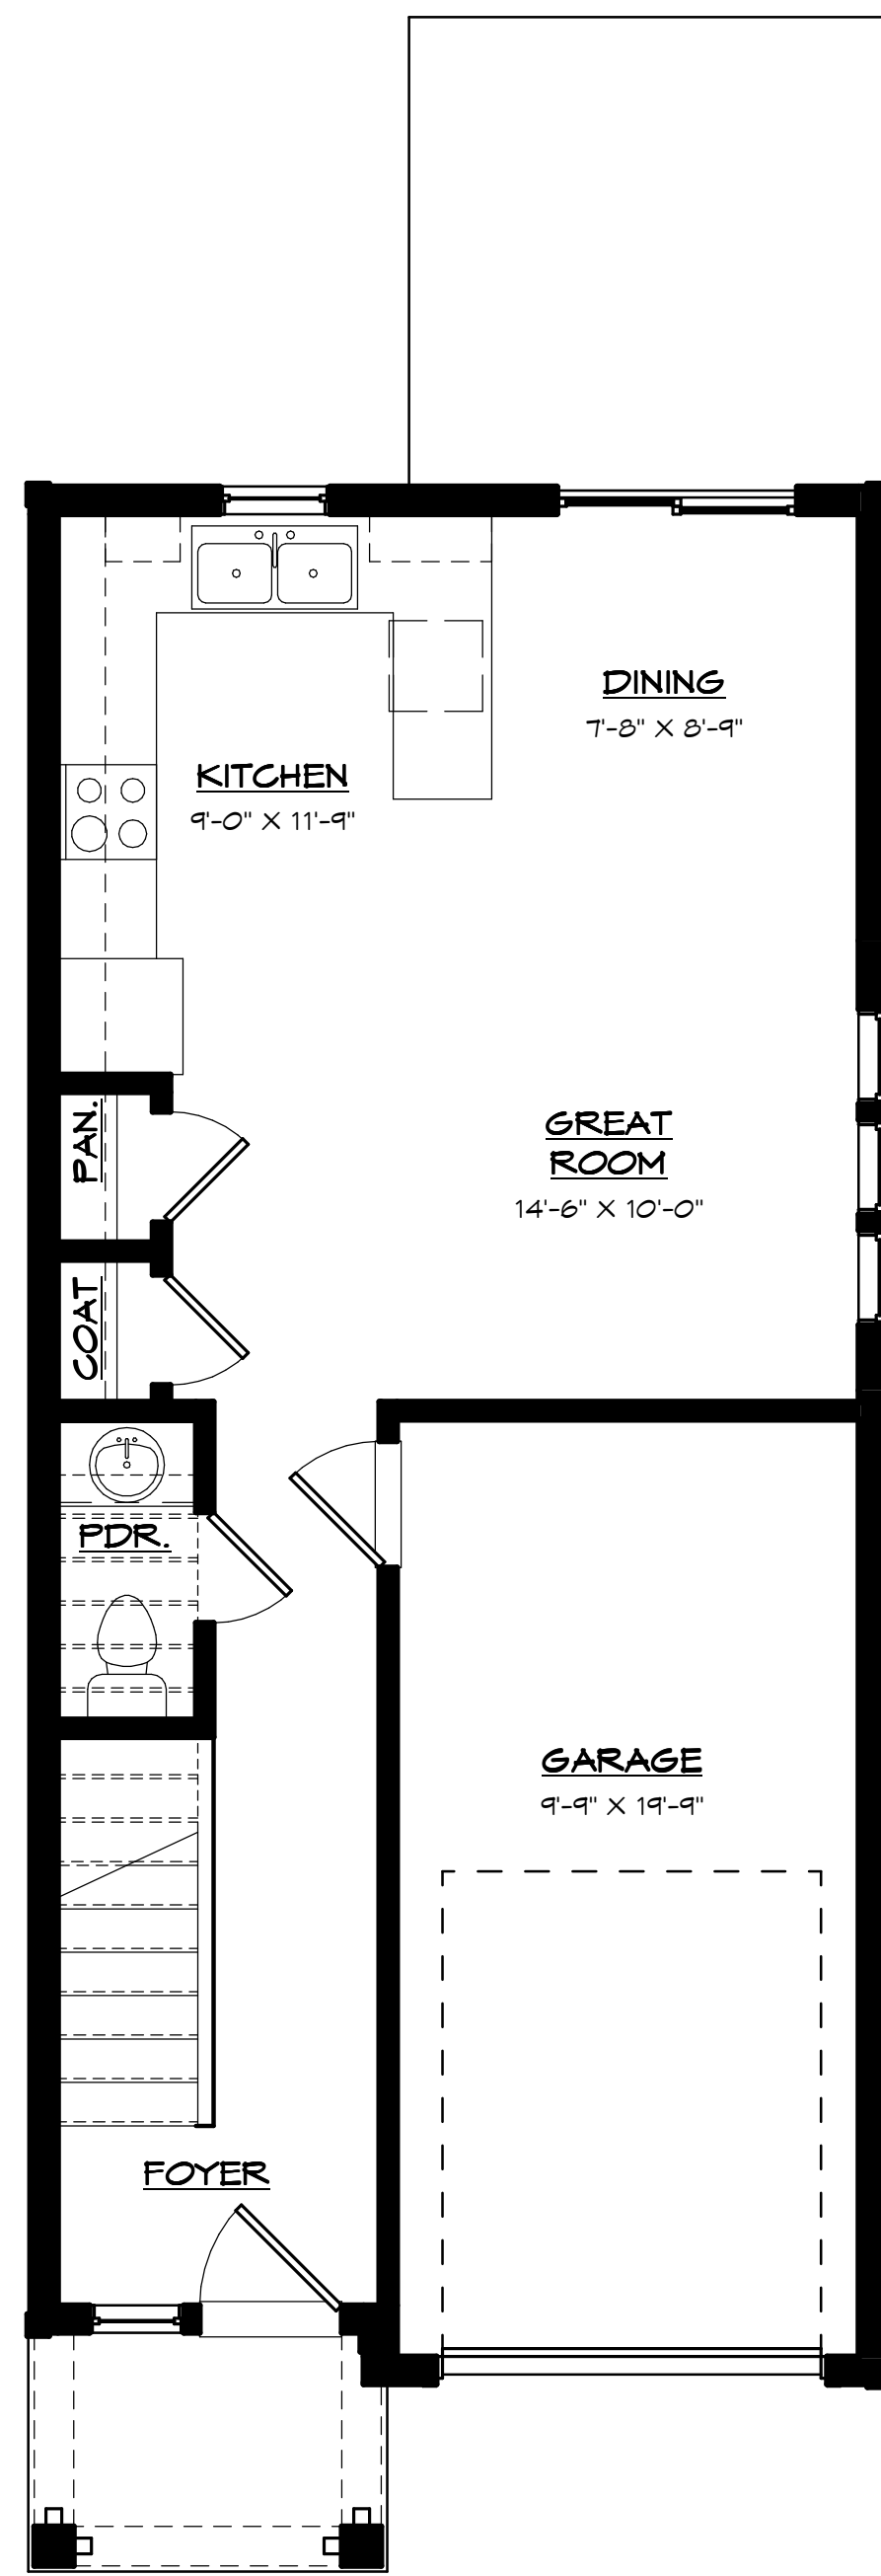 DINING
7'-8" X 8'-9"
KITCHEN
9'-0" X 11'-9"
PAN.
GREAT
ROOM
14'-6" X 10'-0"
COAT
PDR.
GARAGE
9'-9" X 19'-9"
FOYER